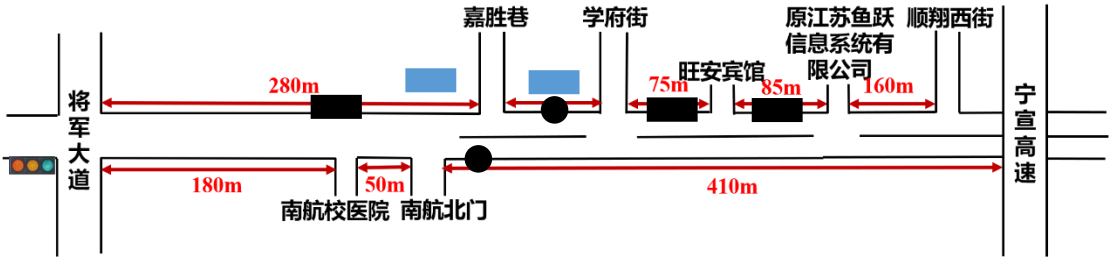 嘉胜巷
学府街
原江苏鱼跃
信息系统有
限公司
顺翔西街
旺安宾馆
280m
75m
85m
160m
将军大道
宁宣高速
180m
50m
410m
南航校医院
南航北门